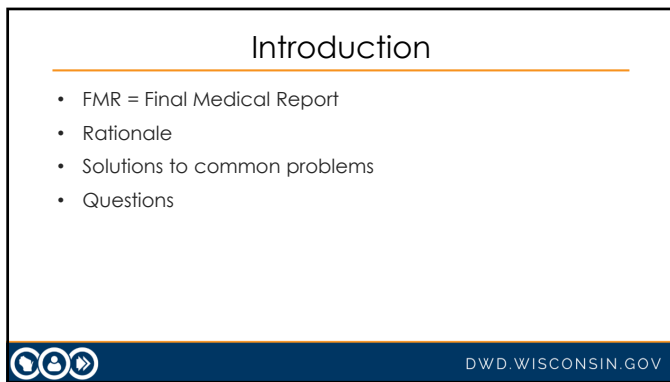 Introduction
• FMR = Final Medical Report
• Rationale
• Solutions to common problems
• Questions
DWD.WISCONSIN.GOV